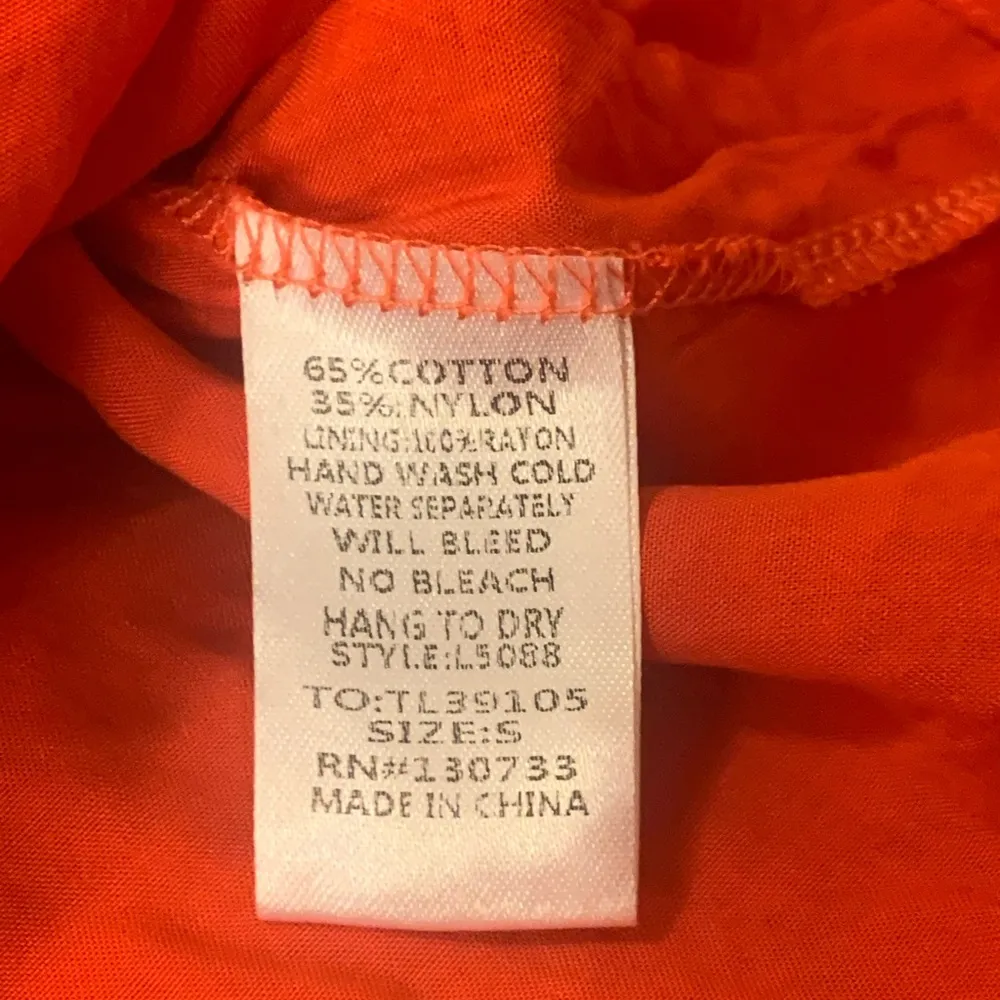 65%COTTON
35%:NYLON
LINING:100%RAYON
HAND WASH COLD
WATER SEPARATELY
WILL BLEED
NO BLEACH
HANG TO DRY
STYLE:L5088
TO:TL39105
SIZE:S
RN#130733
MADE IN CHINA